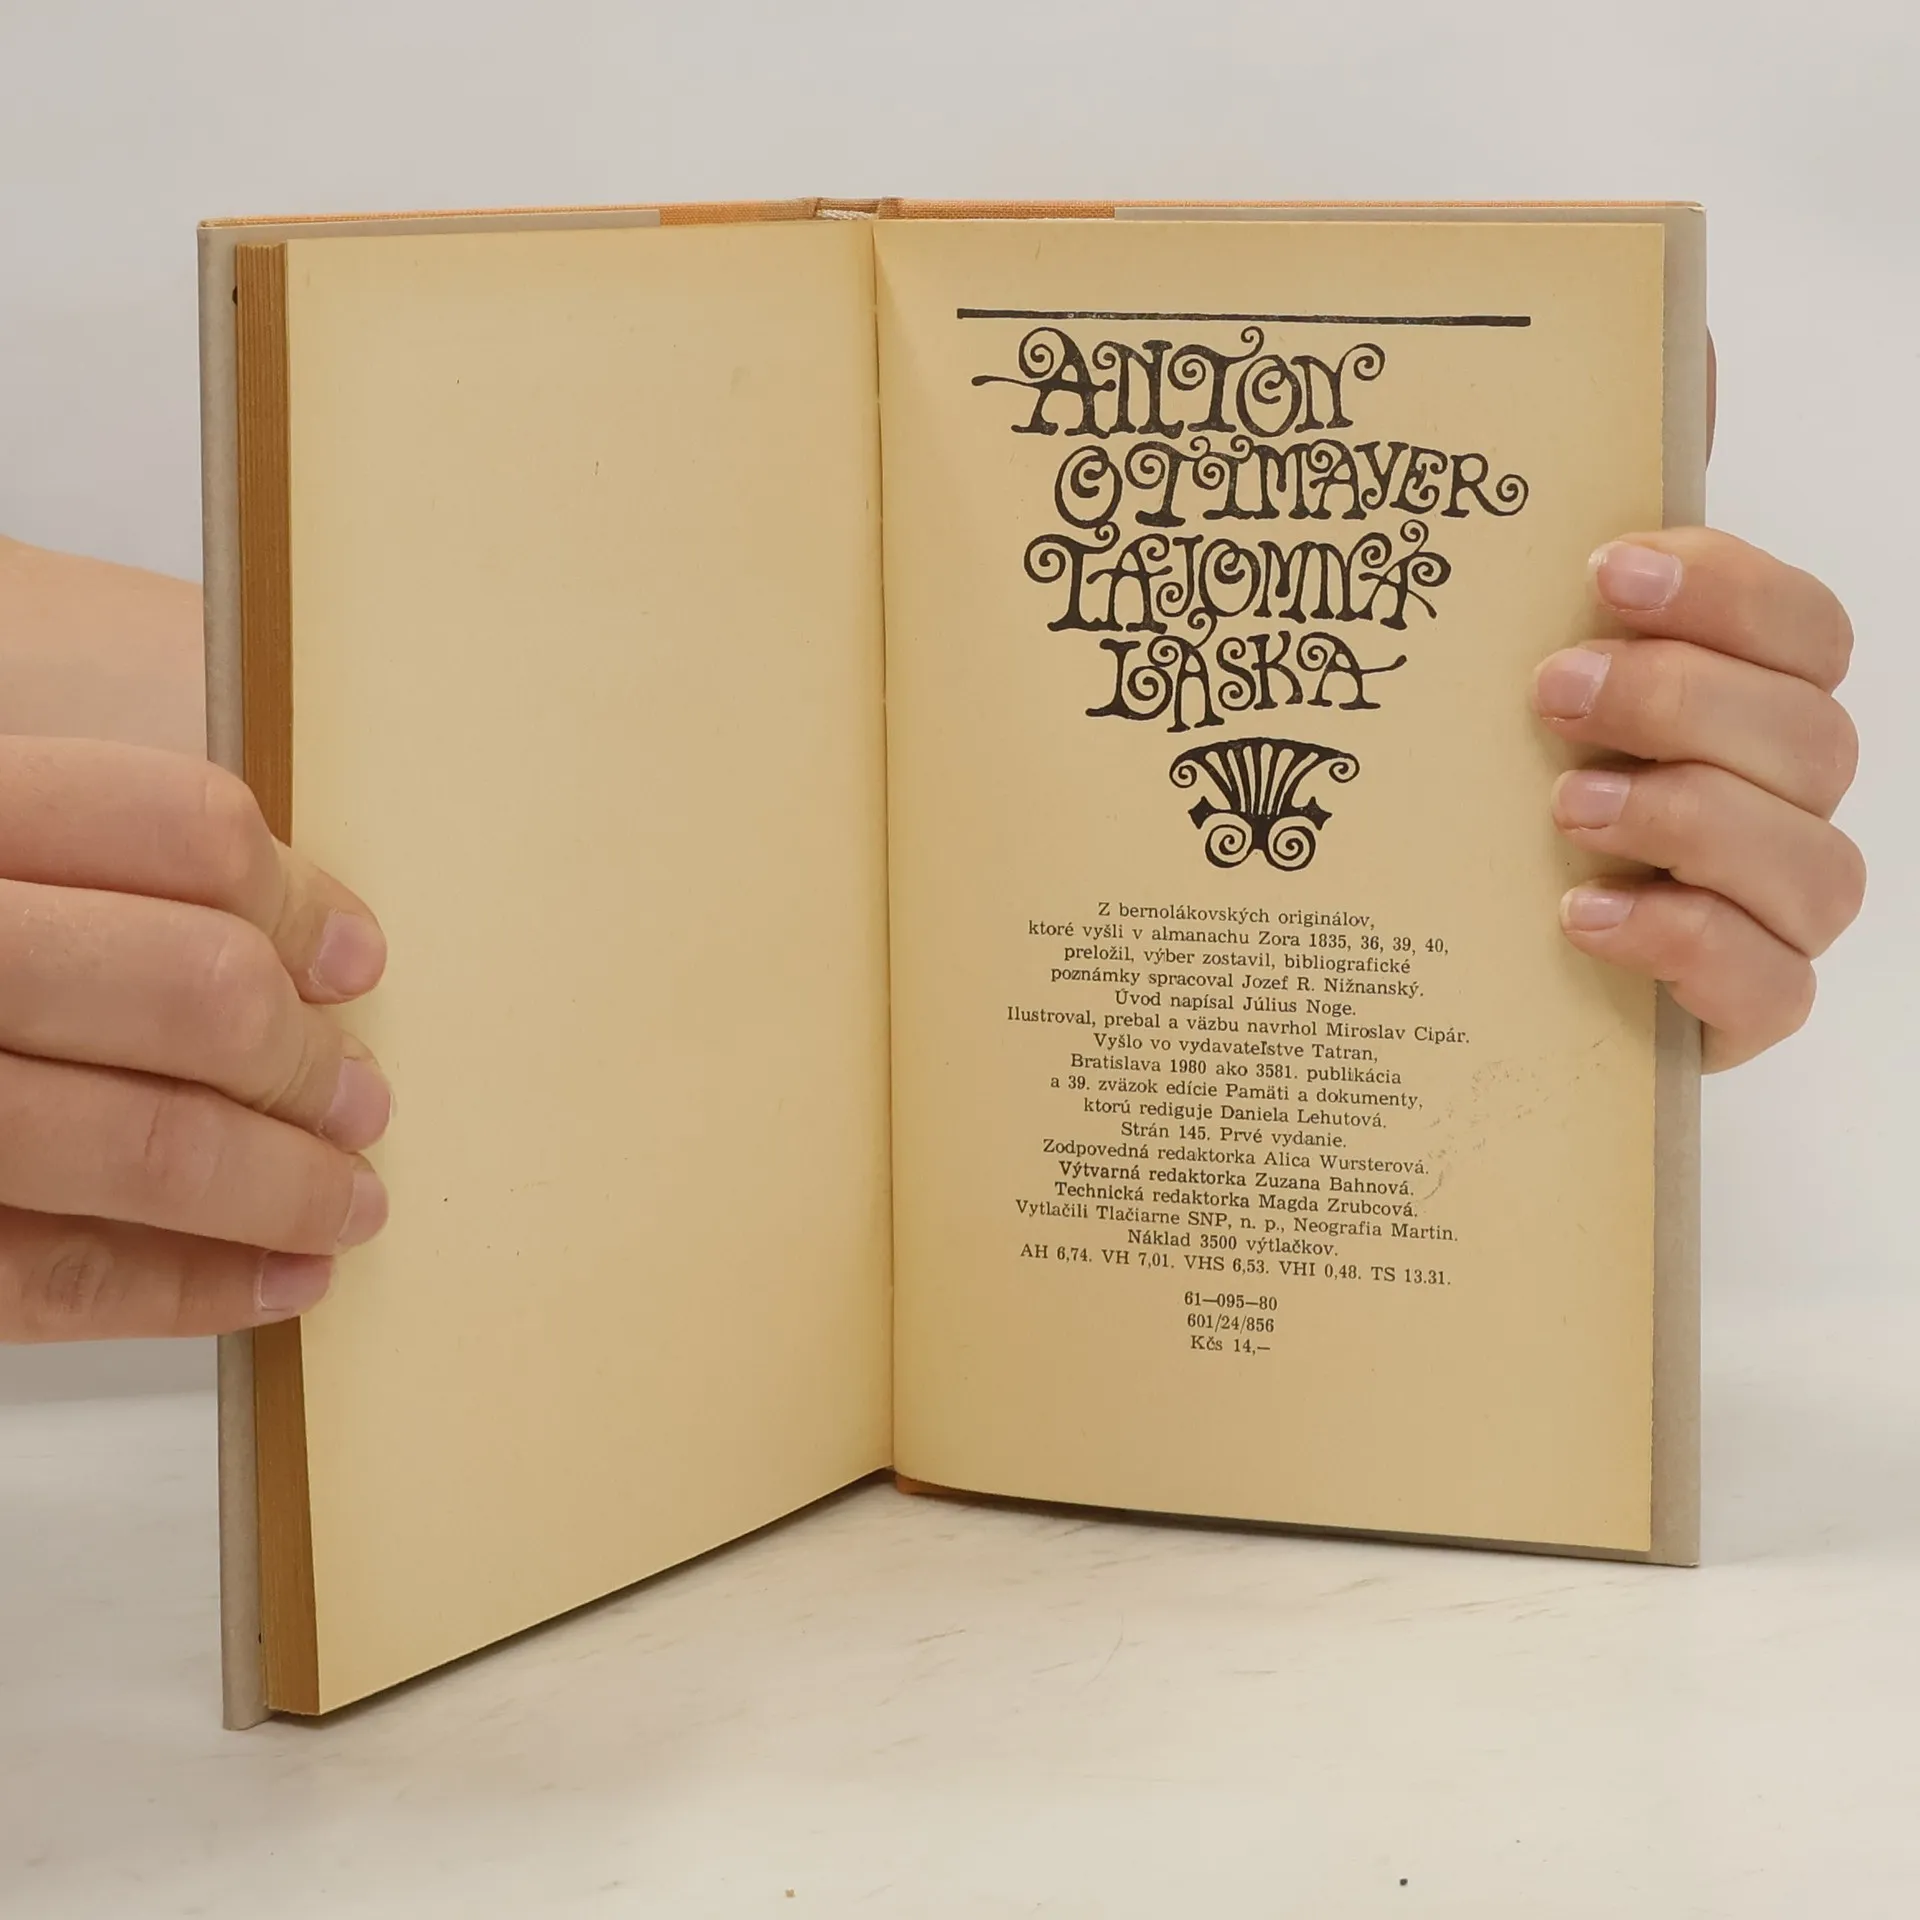 ANTON
OTTMAYER
TAJOMNÁ
LÁSKA
Z bernolákovských originálov,
ktoré vyšli v almanachu Zora 1835, 36, 39, 40,
preložil, výber zostavil, bibliografické
poznámky spracoval Jozef R. Nižnanský.
Úvod napísal Július Noge.
Ilustroval, prebal a väzbu navrhol Miroslav Cipár.
Vyšlo vo vydavateľstve Tatran,
Bratislava 1980 ako 3581. publikácia
a 39. zväzok edície Pamäti a dokumenty,
ktorú rediguje Daniela Lehutová.
Strán 145. Prvé vydanie.
Zodpovedná redaktorka Alica Wursterová.
Výtvarná redaktorka Zuzana Bahnová.
Technická redaktorka Magda Zrubcová.
Vytlačili Tlačiarne SNP, n. p., Neografia Martin.
Náklad 3500 výtlačkov.
AH 6,74. VH 7,01. VHS 6,53. VHI 0,48. TS 13.31.
61—095—80
601/24/856
Kčs 14,—